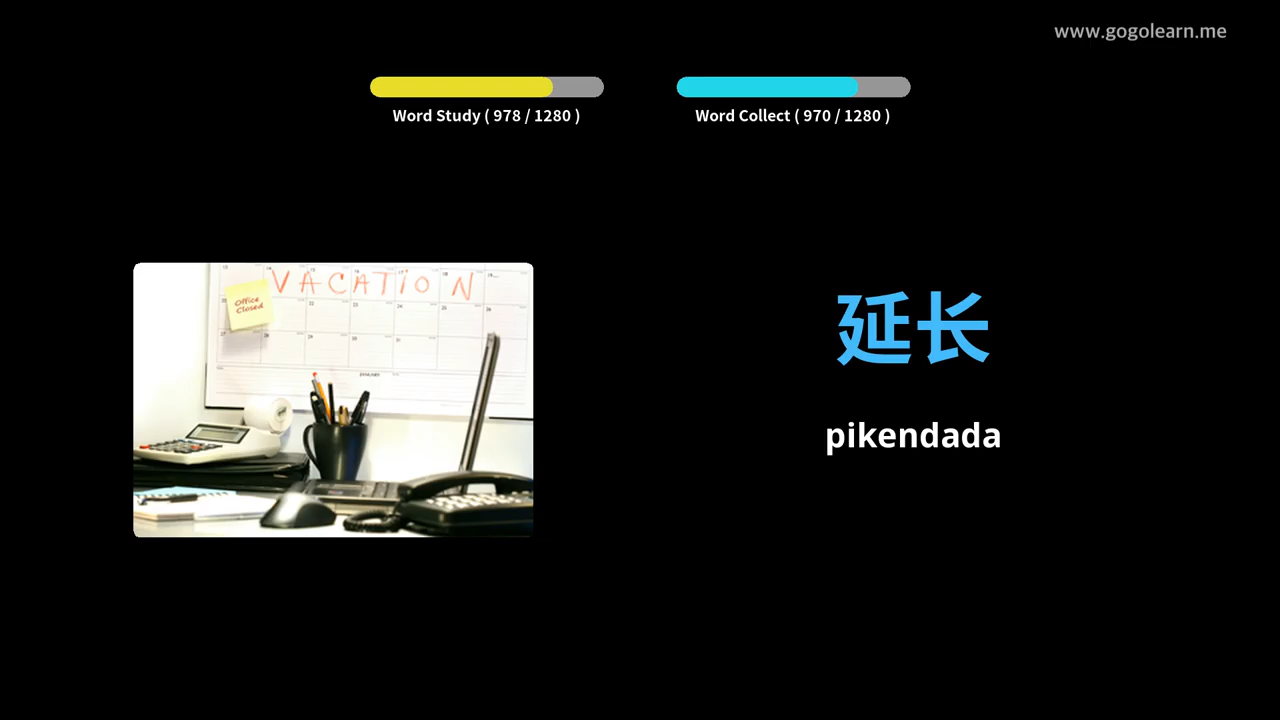 www.gogolearn.me
Word Study ( 978 / 1280 )
Word Collect ( 970 / 1280 )
VACATION
Office
Closed
延长
pikendada